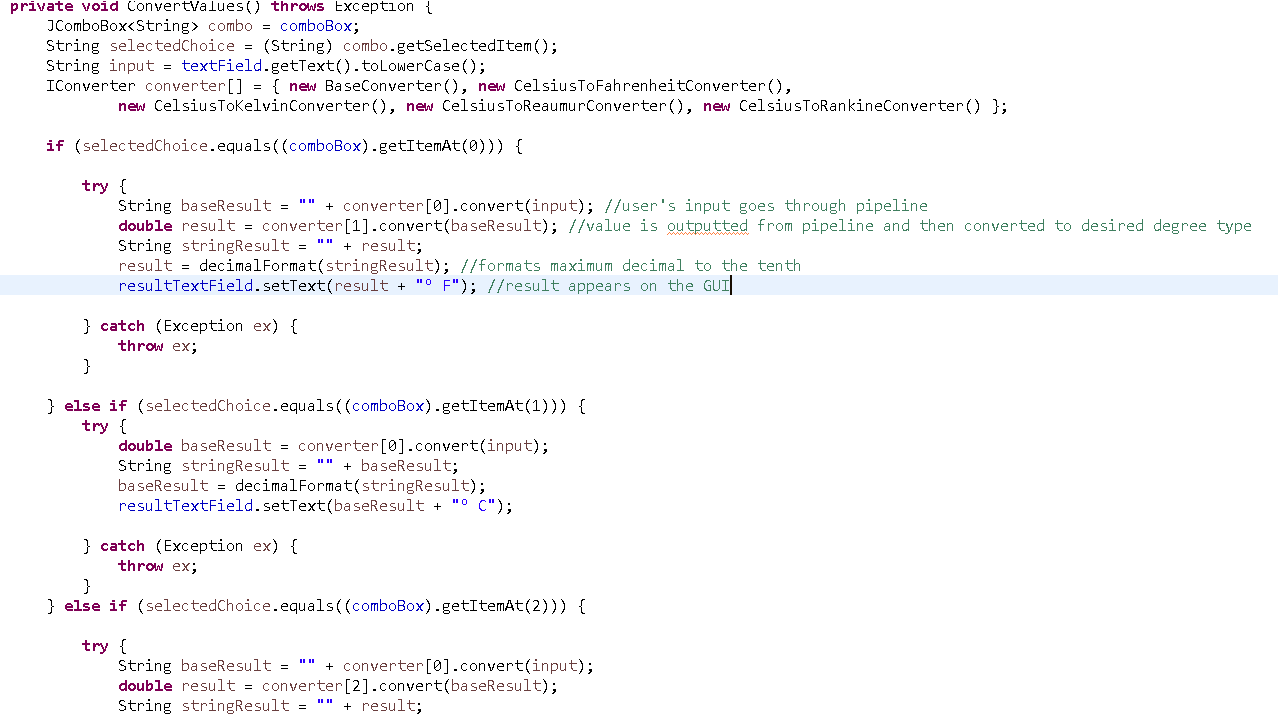 private void ConvertValues() throws Exception {
JComboBox<String> combo = comboBox;
String selectedChoice = (String) combo.getSelectedItem();
String input = textField.getText().toLowerCase();
IConverter converter[] = { new BaseConverter(), new CelsiusToFahrenheitConverter(),
new CelsiusToKelvinConverter(), new CelsiusToReaumurConverter(), new CelsiusToRankineConverter() };
if (selectedChoice.equals((comboBox).getItemAt(0))) {
try {
String baseResult = "" + converter[0].convert(input); //user's input goes through pipeline
double result = converter[1].convert(baseResult); //value is outputted from pipeline and then converted to desired degree type
String stringResult = "" + result;
result = decimalFormat(stringResult); //formats maximum decimal to the tenth
resultTextField.setText(result + "° F"); //result appears on the GUI
} catch (Exception ex) {
throw ex;
}
} else if (selectedChoice.equals((comboBox).getItemAt(1))) {
try {
double baseResult = converter[0].convert(input);
String stringResult = "" + baseResult;
baseResult = decimalFormat(stringResult);
resultTextField.setText(baseResult + "° C");
} catch (Exception ex) {
throw ex;
}
} else if (selectedChoice.equals((comboBox).getItemAt(2))) {
try {
String baseResult = "" + converter[0].convert(input);
double result = converter[2].convert(baseResult);
String stringResult = "" + result;